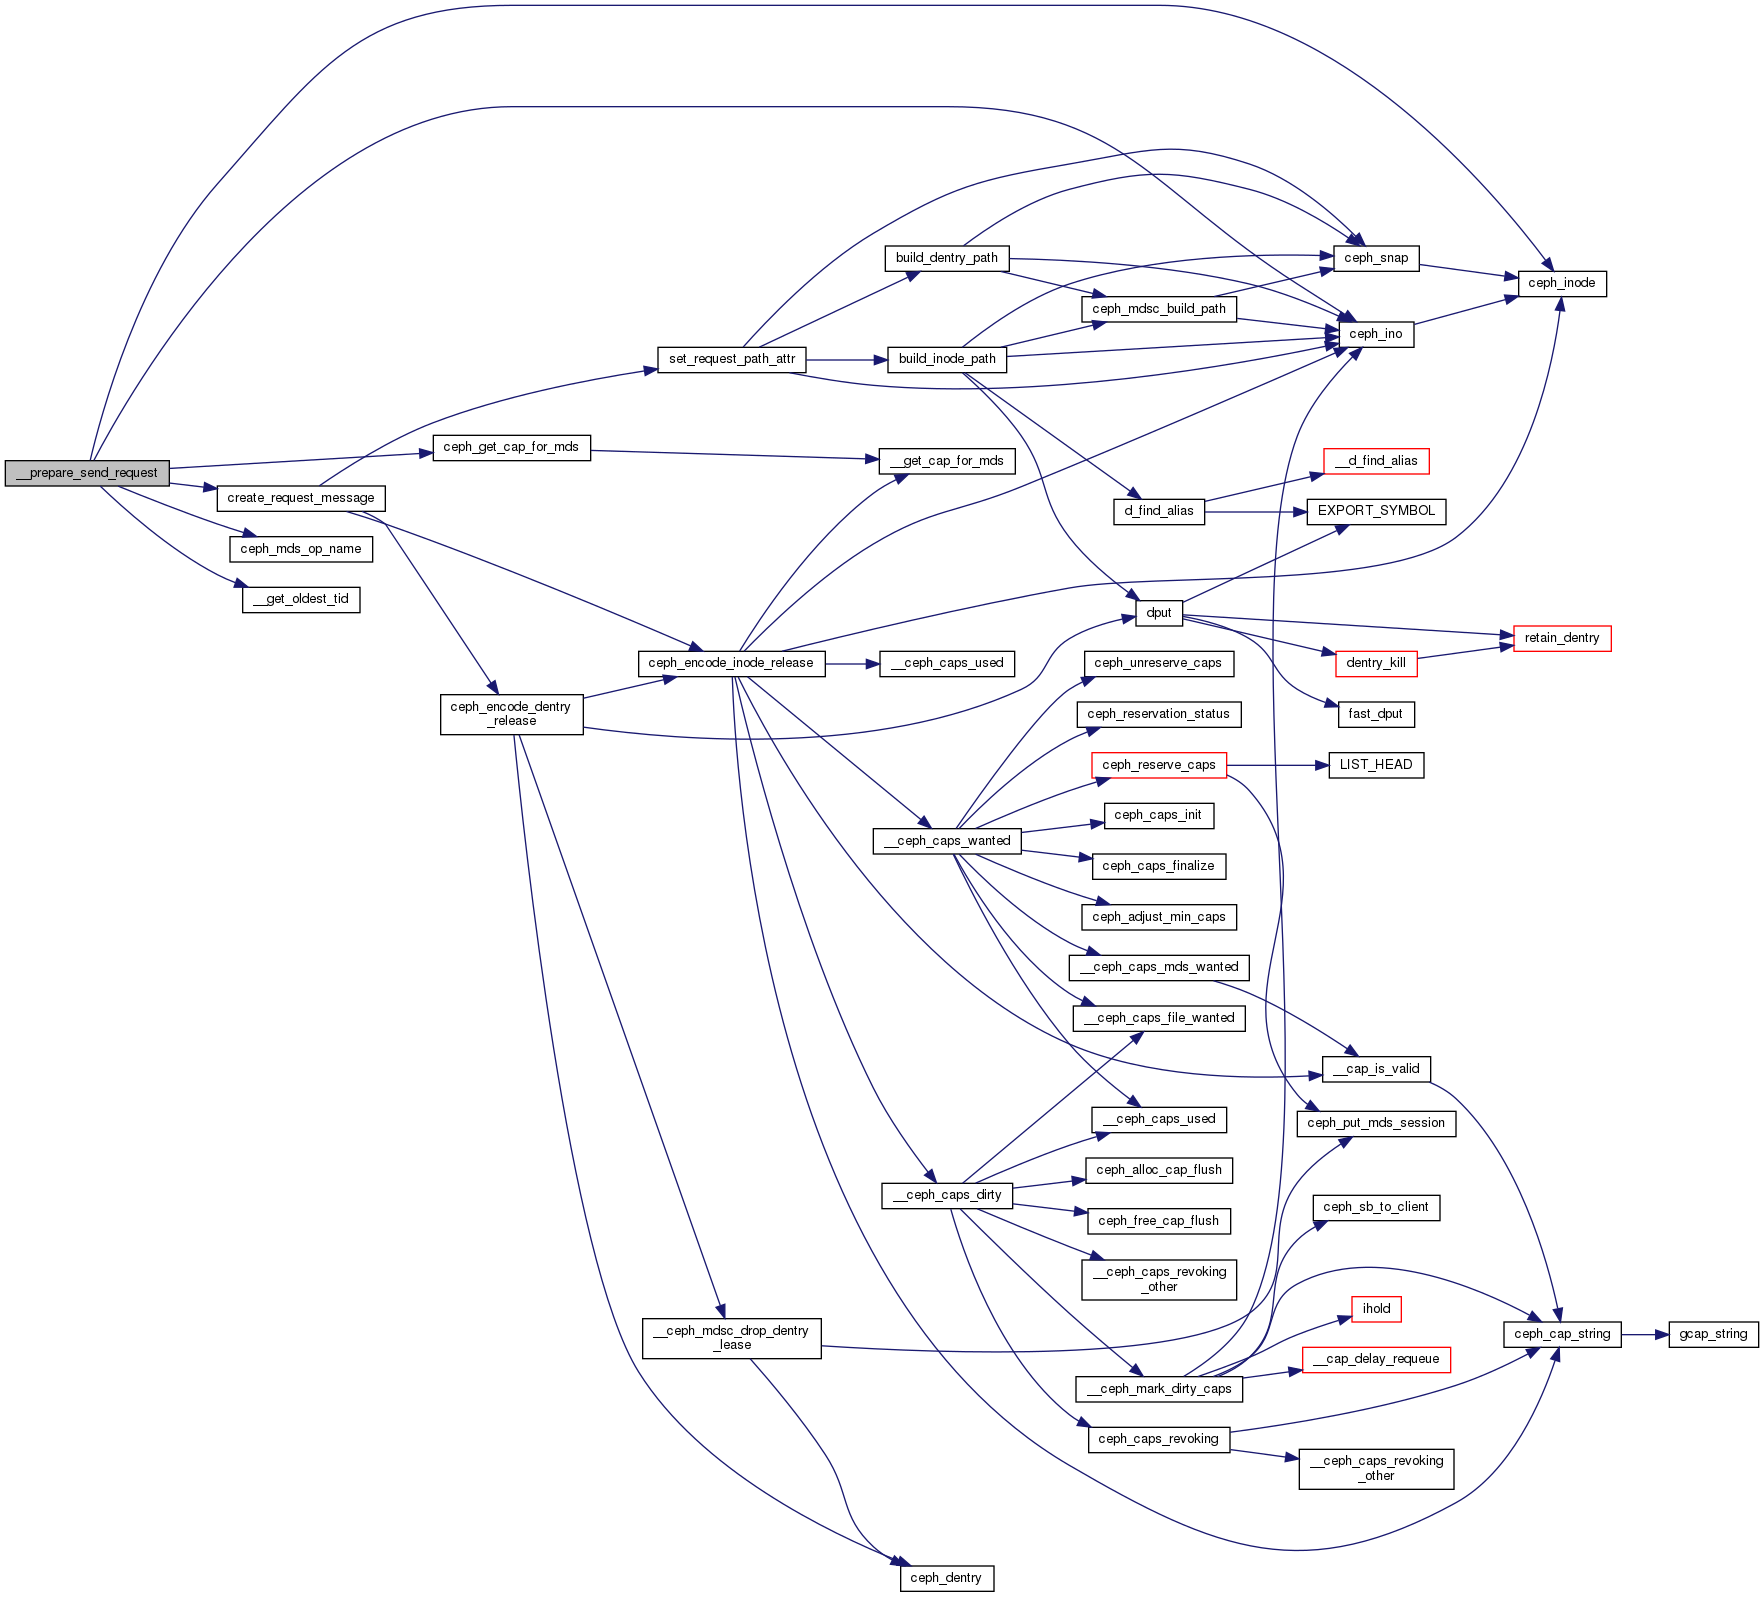 __prepare_send_request
ceph_get_cap_for_mds
create_request_message
ceph_mds_op_name
__get_oldest_tid
ceph_encode_dentry
_release
set_request_path_attr
ceph_encode_inode_release
__ceph_mdsc_drop_dentry
_lease
build_dentry_path
build_inode_path
__get_cap_for_mds
__ceph_caps_used
__ceph_caps_wanted
__ceph_caps_dirty
ceph_dentry
ceph_mdsc_build_path
d_find_alias
dput
ceph_unreserve_caps
ceph_reservation_status
ceph_reserve_caps
ceph_caps_init
ceph_caps_finalize
ceph_adjust_min_caps
__ceph_caps_mds_wanted
__ceph_caps_file_wanted
__ceph_caps_used
ceph_alloc_cap_flush
ceph_free_cap_flush
__ceph_caps_revoking
_other
__ceph_mark_dirty_caps
ceph_caps_revoking
ceph_snap
ceph_ino
__d_find_alias
EXPORT_SYMBOL
dentry_kill
fast_dput
LIST_HEAD
__cap_is_valid
ceph_put_mds_session
ceph_sb_to_client
ihold
__cap_delay_requeue
__ceph_caps_revoking
_other
ceph_inode
retain_dentry
ceph_cap_string
gcap_string